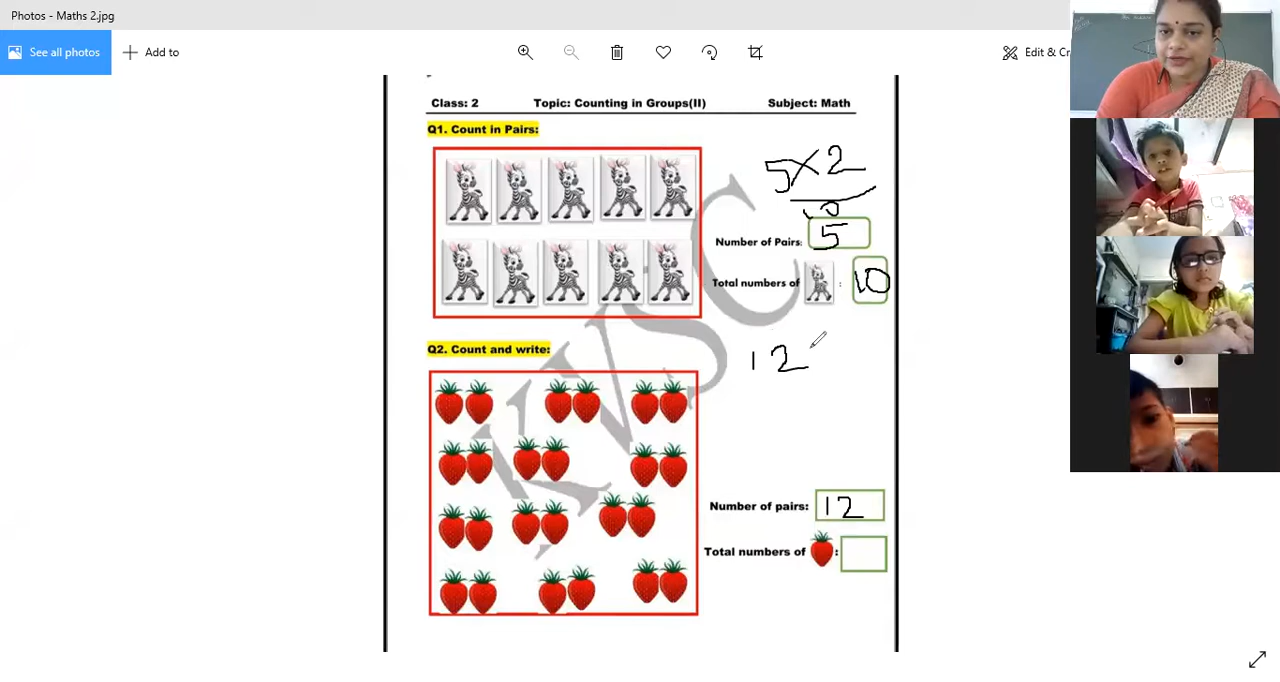 Photos - Maths 2.jpg
See all photos
Add to
Edit & Cr
Class: 2 Topic: Counting in Groups(II) Subject: Math
Q1. Count in Pairs:
5 X 2
10
Number of Pairs: 5
Total numbers of : 10
Q2. Count and write:
12
Number of pairs: 12
Total numbers of :
KVSC